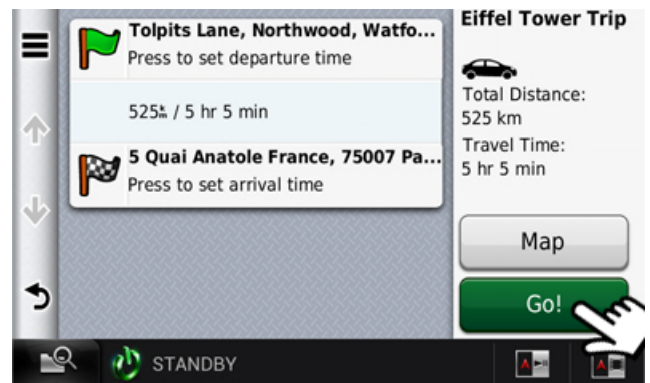 Tolpits Lane, Northwood, Watfo...
Press to set departure time
525km / 5 hr 5 min
5 Quai Anatole France, 75007 Pa...
Press to set arrival time
Eiffel Tower Trip
Total Distance:
525 km
Travel Time:
5 hr 5 min
Map
Go!
STANDBY